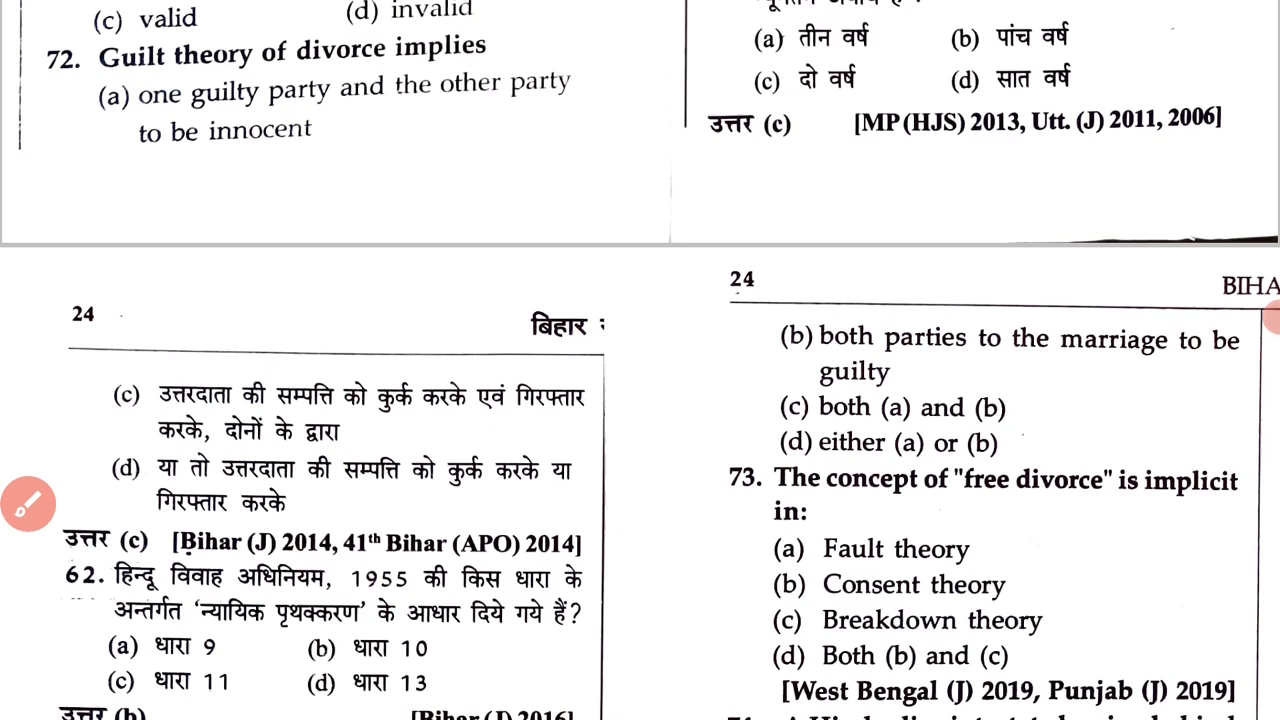 (c) valid (d) invalid
72. Guilt theory of divorce implies
(a) one guilty party and the other party
to be innocent
(a) तीन वर्ष (b) पांच वर्ष
(c) दो वर्ष (d) सात वर्ष
उत्तर (c) [MP (HJS) 2013, Utt. (J) 2011, 2006]
24
बिहार
(c) उत्तरदाता की सम्पत्ति को कुर्क करके एवं गिरफ्तार
करके, दोनों के द्वारा
(d) या तो उत्तरदाता की सम्पत्ति को कुर्क करके या
गिरफ्तार करके
उत्तर (c) [Bihar (J) 2014, 41th Bihar (APO) 2014]
62. हिन्दू विवाह अधिनियम, 1955 की किस धारा के
अन्तर्गत 'न्यायिक पृथक्करण' के आधार दिये गये हैं?
(a) धारा 9 (b) धारा 10
(c) धारा 11 (d) धारा 13
उत्तर (b) [Bihar (J) 2016]
24
BIHA
(b) both parties to the marriage to be
guilty
(c) both (a) and (b)
(d) either (a) or (b)
73. The concept of "free divorce" is implicit
in:
(a) Fault theory
(b) Consent theory
(c) Breakdown theory
(d) Both (b) and (c)
[West Bengal (J) 2019, Punjab (J) 2019]